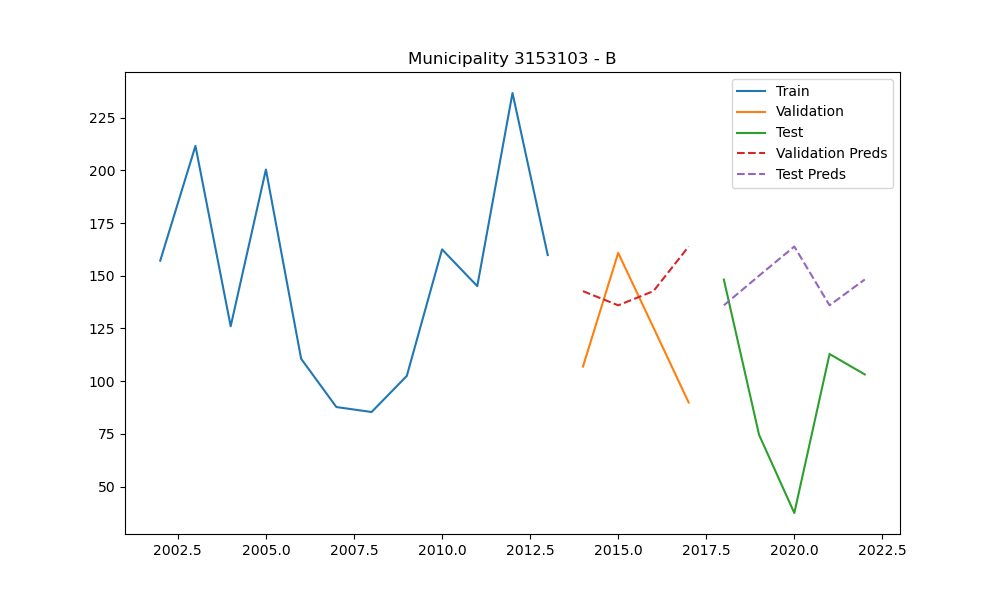 Municipality 3153103 - B
Train
Validation
Test
Validation Preds
Test Preds
225
200
175
150
125
100
75
50
2002.5 2005.0 2007.5 2010.0 2012.5 2015.0 2017.5 2020.0 2022.5